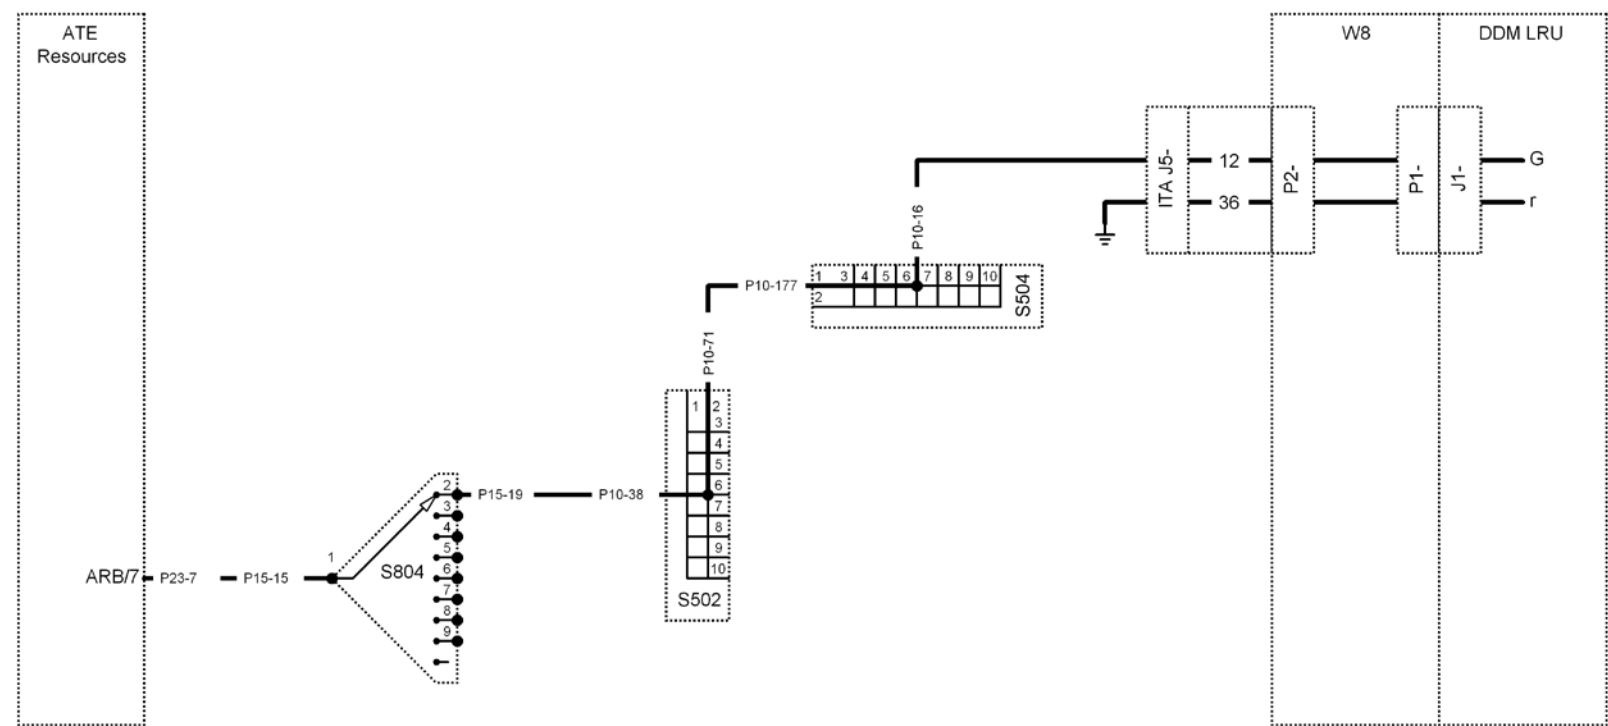 ATE
Resources
W8
DDM LRU
ITA J5-
12
36
P2-
P1-
J1-
G
r
P10-16
P10-177
1
3
4
5
6
7
8
9
10
2
S504
P10-71
1
2
3
4
5
6
7
8
9
10
S502
P15-19
P10-38
2
3
4
5
6
7
8
9
1
S804
ARB/7
P23-7
P15-15